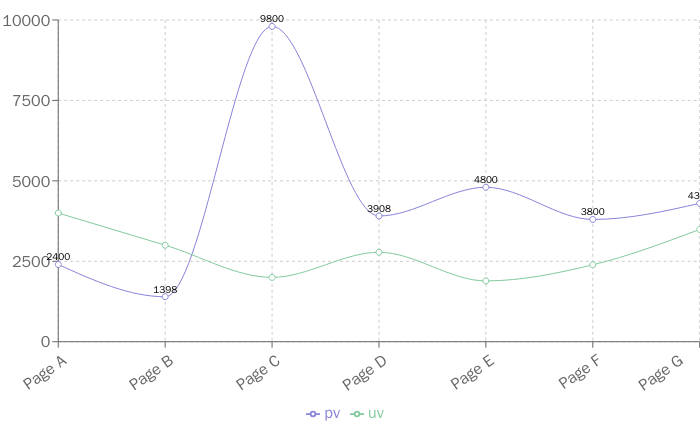 10000
7500
5000
2500
0
9800
4800
3908
3800
2400
1398
Page A
Page B
Page C
Page D
Page E
Page F
Page G
pv
uv